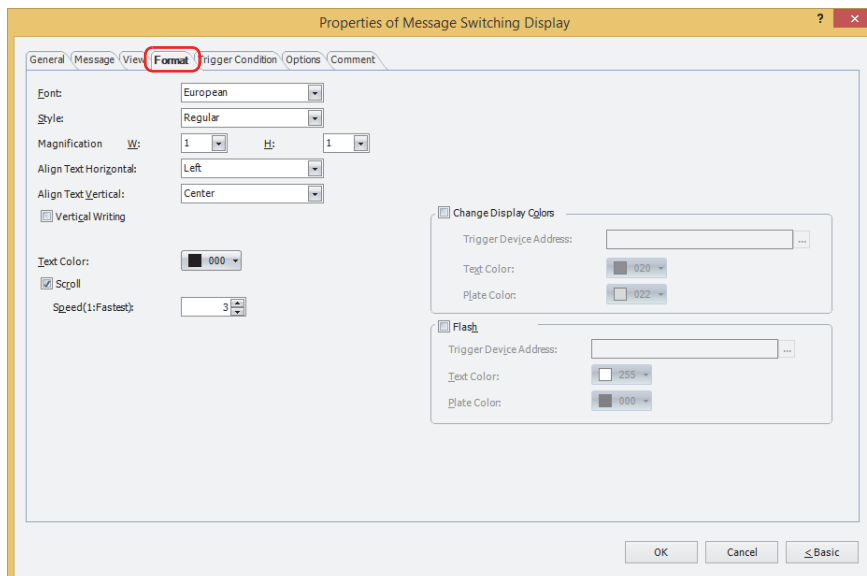 Properties of Message Switching Display
? ×
General Message View Format Trigger Condition Options Comment
Font: European
Style: Regular
Magnification W: 1 H: 1
Align Text Horizontal: Left
Align Text Vertical: Center
Vertical Writing
Text Color: 000
Scroll
Speed(1:Fastest): 3
Change Display Colors
Trigger Device Address: ...
Text Color: 020
Plate Color: 022
Flash
Trigger Device Address: ...
Text Color: 255
Plate Color: 000
OK Cancel < Basic